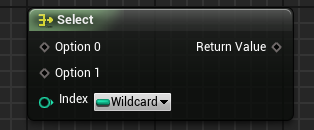 Select
Option 0 Return Value
Option 1
Index Wildcard